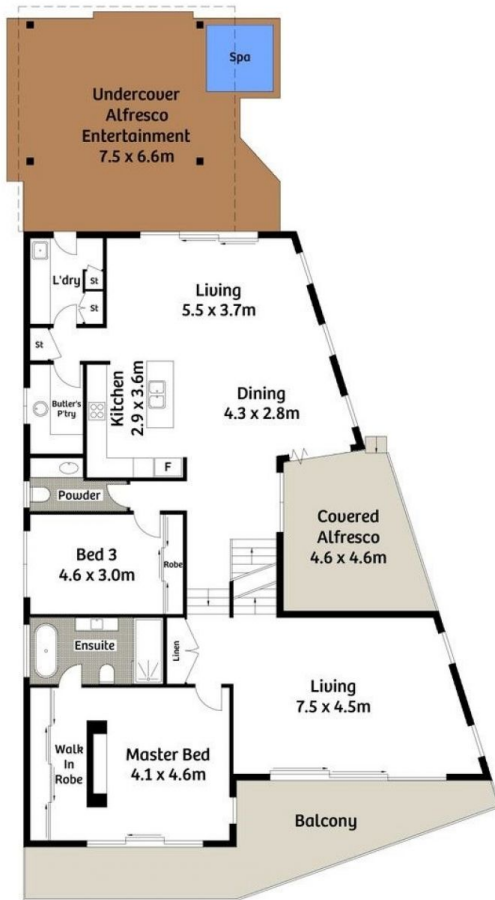 Spa
Undercover
Alfresco
Entertainment
7.5 x 6.6m
L'dry
St
St
St
Living
5.5 x 3.7m
Kitchen
2.9 x 3.6m
Dining
4.3 x 2.8m
Butler's
P'try
F
Powder
Covered
Alfresco
4.6 x 4.6m
Bed 3
4.6 x 3.0m
Robe
Ensuite
Linen
Living
7.5 x 4.5m
Walk
In
Robe
Master Bed
4.1 x 4.6m
Balcony